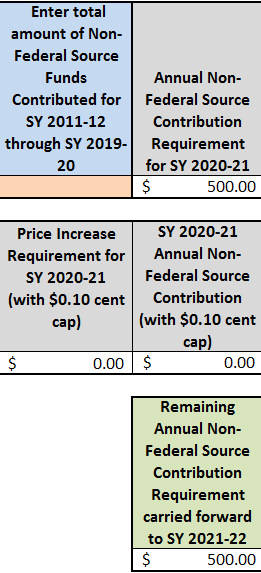 Enter total
amount of Non-
Federal Source
Funds
Contributed for
SY 2011-12
through SY 2019-
20
Annual Non-
Federal Source
Contribution
Requirement
for SY 2020-21
$ 500.00
Price Increase
Requirement for
SY 2020-21
(with $0.10 cent
cap)
SY 2020-21
Annual Non-
Federal Source
Contribution
(with $0.10 cent
cap)
$ 0.00 $ 0.00
Remaining
Annual Non-
Federal Source
Contribution
Requirement
carried forward
to SY 2021-22
$ 500.00